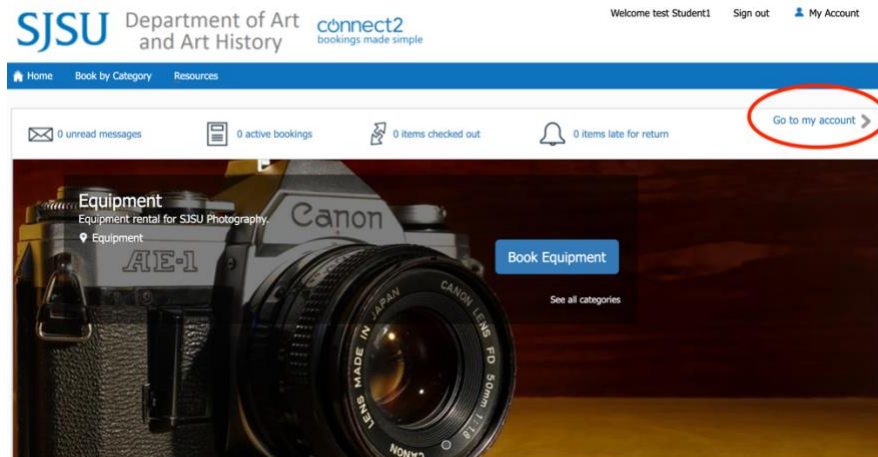 SJSU
Department of Art
and Art History
connect2
bookings made simple
Welcome test Student1 Sign out My Account
Home Book by Category Resources
0 unread messages 0 active bookings 0 items checked out 0 items late for return Go to my account
Equipment
Equipment rental for SJSU Photography.
Equipment
Book Equipment
See all categories
Canon
AE-1
CANON LENS FD 50mm 1:1.8
LENS MADE IN JAPAN
CANON